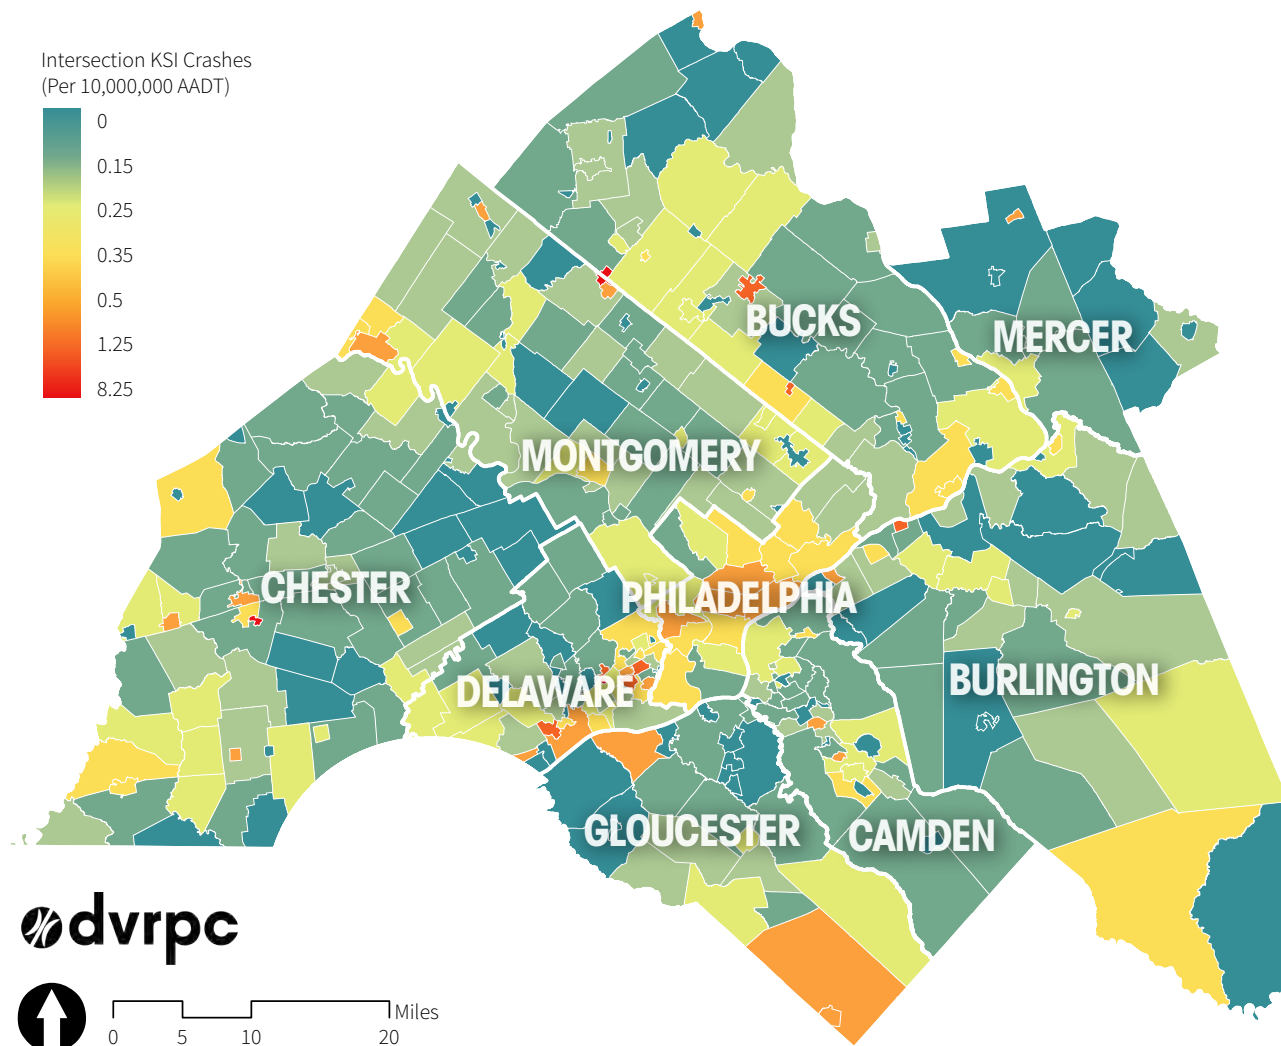 Intersection KSI Crashes
(Per 10,000,000 AADT)
0
0.15
0.25
0.35
0.5
1.25
8.25
BUCKS
MERCER
MONTGOMERY
CHESTER
PHILADELPHIA
DELAWARE
BURLINGTON
GLOUCESTER
CAMDEN
dvrpc
Miles
0 5 10 20